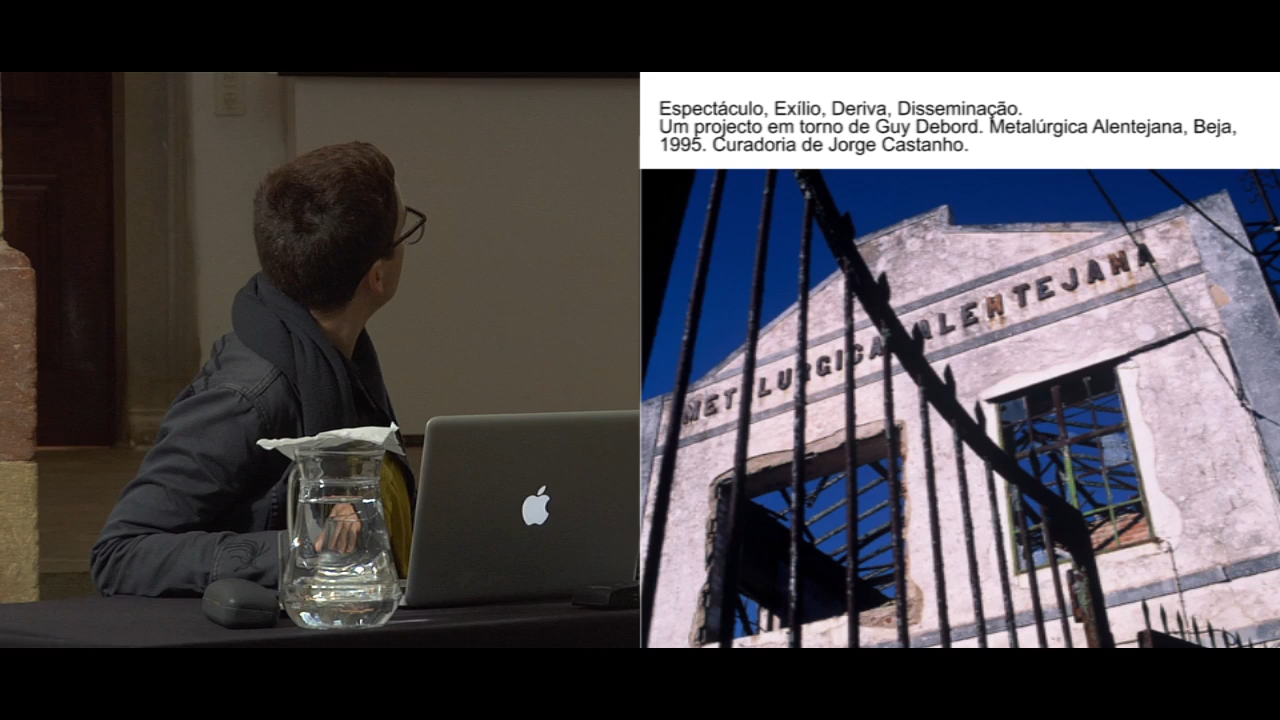 Espectáculo, Exílio, Deriva, Disseminação.
Um projecto em torno de Guy Debord. Metalúrgica Alentejana, Beja,
1995. Curadoria de Jorge Castanho.
METALURGICA ALENTEJANA